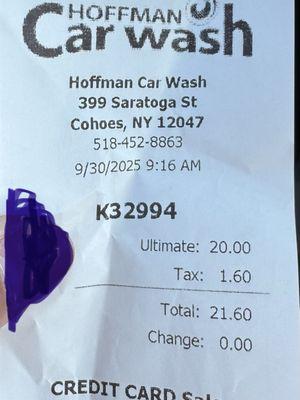 HOFFMAN
Car wash
Hoffman Car Wash
399 Saratoga St
Cohoes, NY 12047
518-452-8863
9/30/2025 9:16 AM
K32994
Ultimate: 20.00
Tax: 1.60
Total: 21.60
Change: 0.00
CREDIT CARD Sale